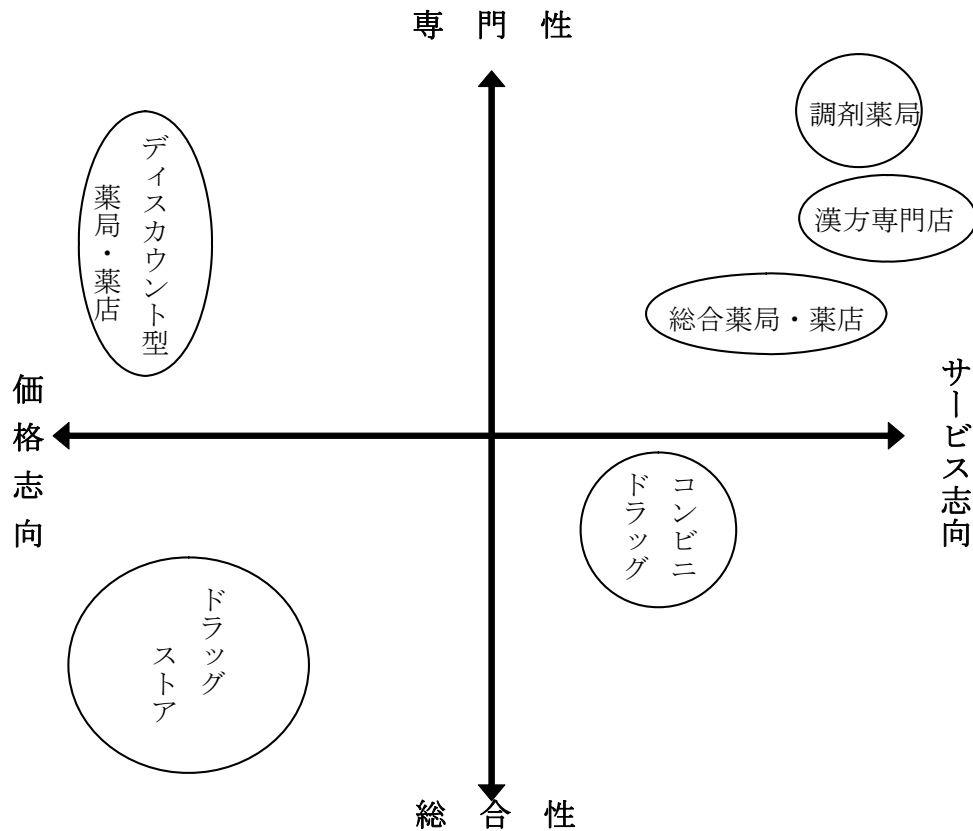 専門性
調剤薬局
ディスカウント型
薬局・薬店
漢方専門店
総合薬局・薬店
価格志向
サービス志向
コンビニ
ドラッグ
ドラッグ
ストア
総合性